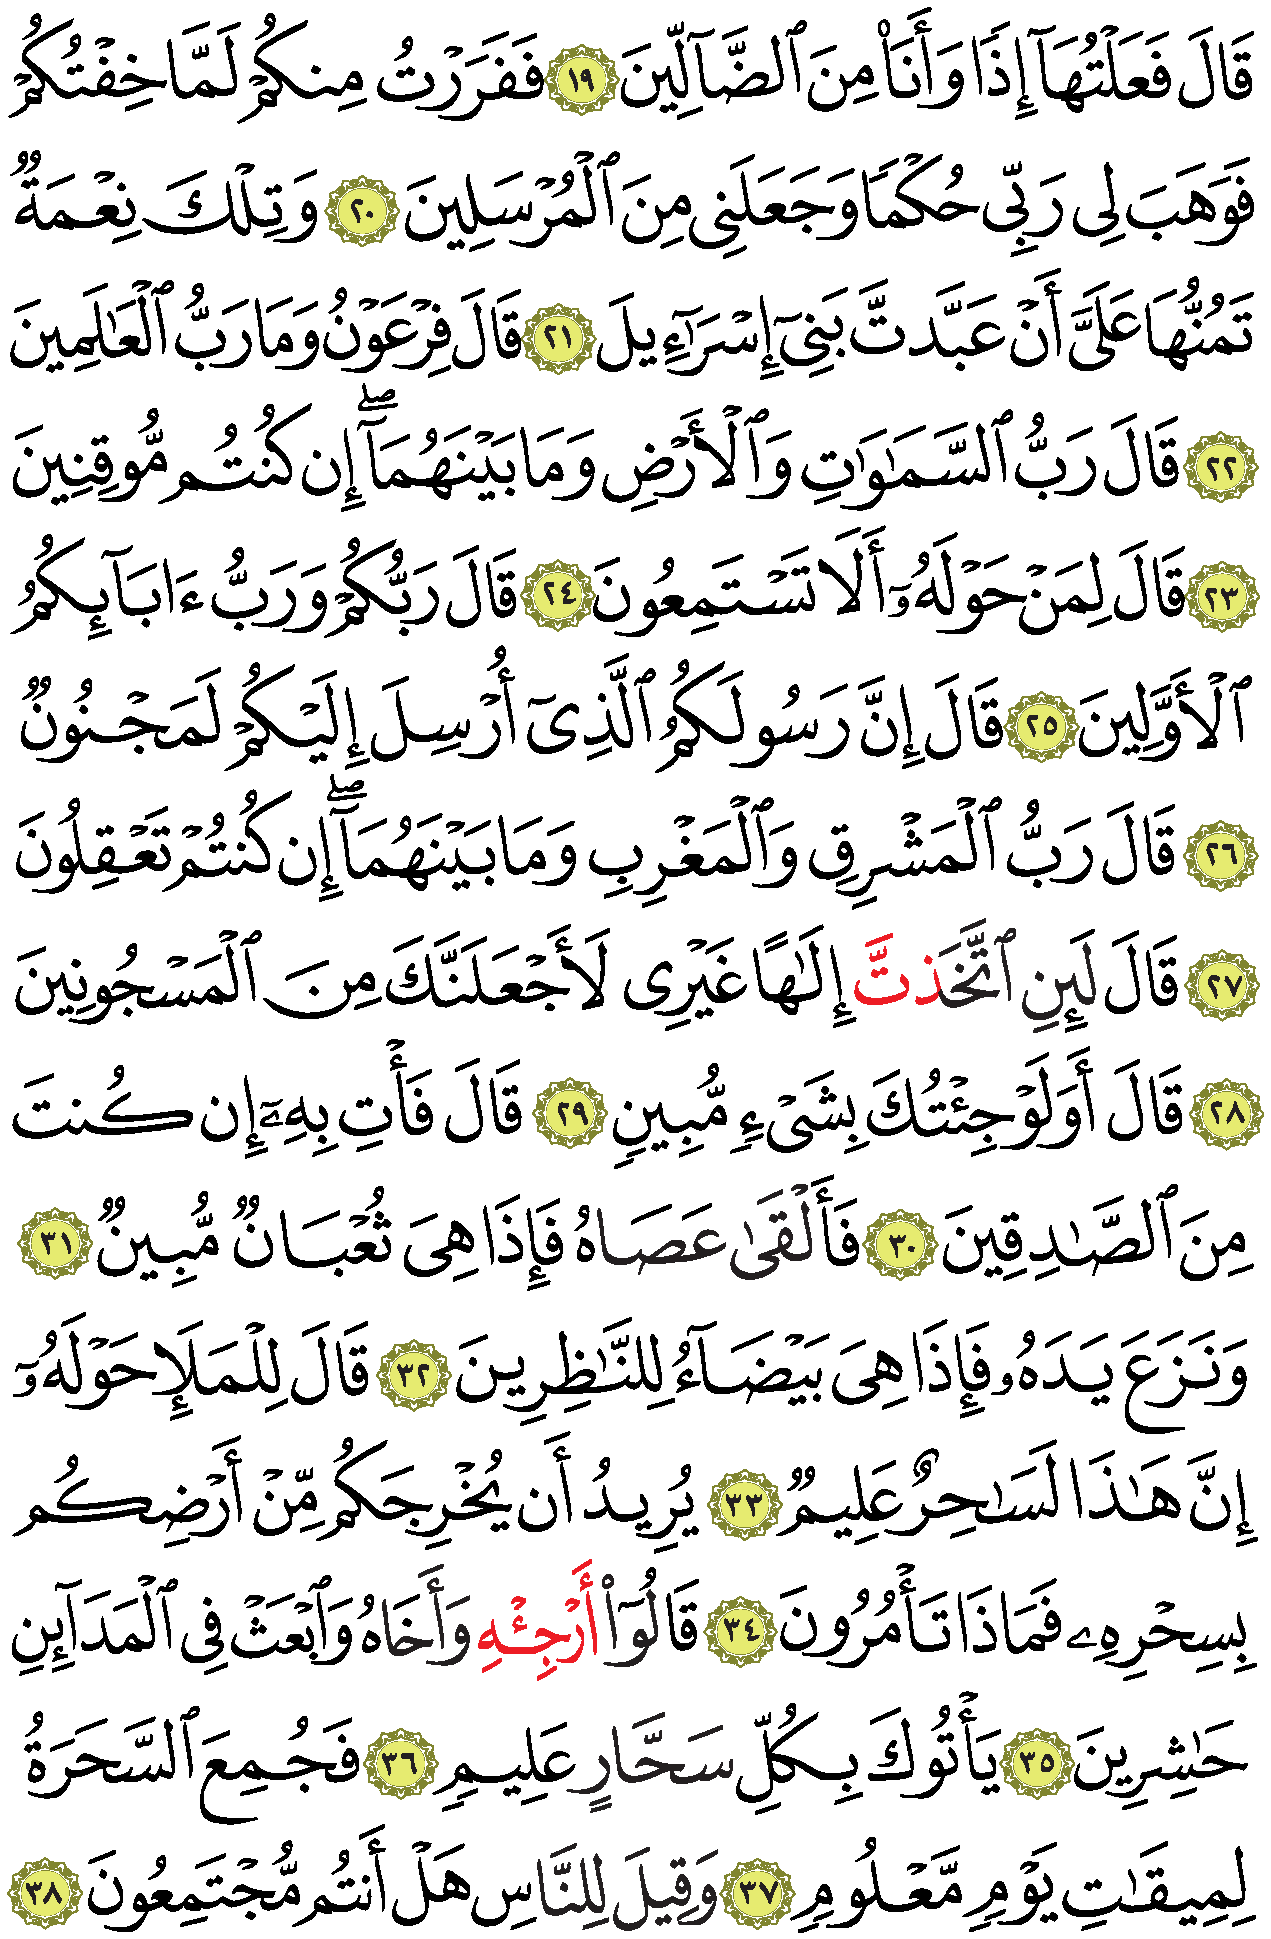 قَالَ فَعَلْتُهَآ إِذًا وَأَنَا۠ مِنَ ٱلضَّآلِّينَ ١٩ فَفَرَرْتُ مِنكُمْ لَمَّا خِفْتُكُمْ
فَوَهَبَ لِى رَبِّى حُكْمًا وَجَعَلَنِى مِنَ ٱلْمُرْسَلِينَ ٢٠ وَتِلْكَ نِعْمَةٌ
تَمُنُّهَا عَلَىَّ أَنْ عَبَّدتَّ بَنِىٓ إِسْرَٰٓءِيلَ ٢١ قَالَ فِرْعَوْنُ وَمَا رَبُّ ٱلْعَٰلَمِينَ
٢٢ قَالَ رَبُّ ٱلسَّمَٰوَٰتِ وَٱلْأَرْضِ وَمَا بَيْنَهُمَآ ۖ إِن كُنتُم مُّوقِنِينَ
٢٣ قَالَ لِمَنْ حَوْلَهُۥٓ أَلَا تَسْتَمِعُونَ ٢٤ قَالَ رَبُّكُمْ وَرَبُّ ءَابَآئِكُمُ
ٱلْأَوَّلِينَ ٢٥ قَالَ إِنَّ رَسُولَكُمُ ٱلَّذِىٓ أُرْسِلَ إِلَيْكُمْ لَمَجْنُونٌ
٢٦ قَالَ رَبُّ ٱلْمَشْرِقِ وَٱلْمَغْرِبِ وَمَا بَيْنَهُمَآ ۖ إِن كُنتُمْ تَعْقِلُونَ
٢٧ قَالَ لَئِنِ ٱتَّخَذتَّ إِلَٰهًا غَيْرِى لَأَجْعَلَنَّكَ مِنَ ٱلْمَسْجُونِينَ
٢٨ قَالَ أَوَلَوْ جِئْتُكَ بِشَىْءٍ مُّبِينٍ ٢٩ قَالَ فَأْتِ بِهِۦٓ إِن كُنتَ
مِنَ ٱلصَّٰدِقِينَ ٣٠ فَأَلْقَىٰ عَصَاهُ فَإِذَا هِىَ ثُعْبَانٌ مُّبِينٌ ٣١
وَنَزَعَ يَدَهُۥ فَإِذَا هِىَ بَيْضَآءُ لِلنَّٰظِرِينَ ٣٢ قَالَ لِلْمَلَإِ حَوْلَهُۥٓ
إِنَّ هَٰذَا لَسَٰحِرٌ عَلِيمٌ ٣٣ يُرِيدُ أَن يُخْرِجَكُم مِّنْ أَرْضِكُم
بِسِحْرِهِۦ فَمَاذَا تَأْمُرُونَ ٣٤ قَالُوٓا۟ أَرْجِئْهِ وَأَخَاهُ وَٱبْعَثْ فِى ٱلْمَدَآئِنِ
حَٰشِرِينَ ٣٥ يَأْتُوكَ بِكُلِّ سَحَّارٍ عَلِيمٍ ٣٦ فَجُمِعَ ٱلسَّحَرَةُ
لِمِيقَٰتِ يَوْمٍ مَّعْلُومٍ ٣٧ وَقِيلَ لِلنَّاسِ هَلْ أَنتُم مُّجْتَمِعُونَ ٣٨